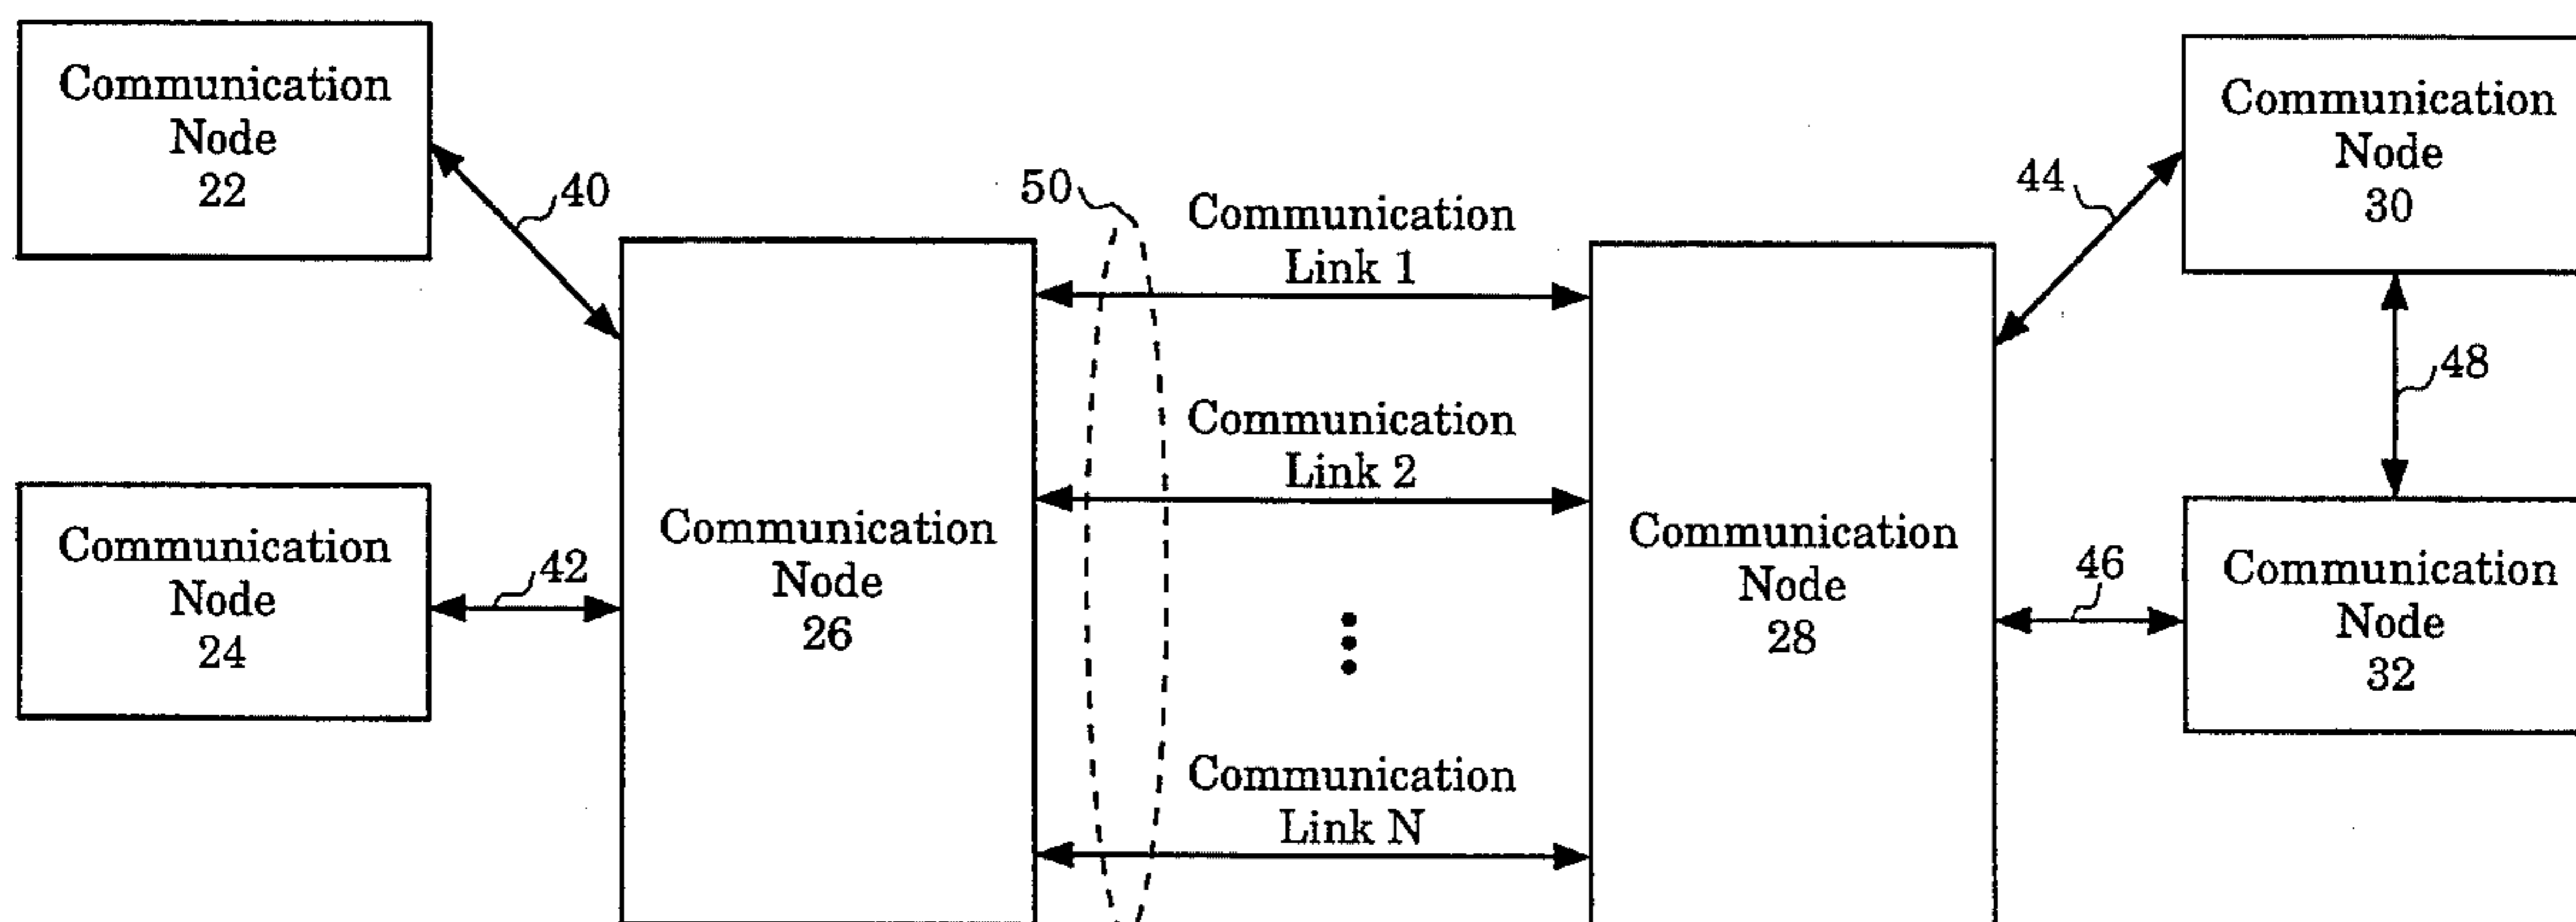 Communication
Node
22
40
Communication
Node
24
42
Communication
Node
26
50
Communication
Link 1
Communication
Link 2
Communication
Link N
Communication
Node
28
44
46
Communication
Node
30
48
Communication
Node
32